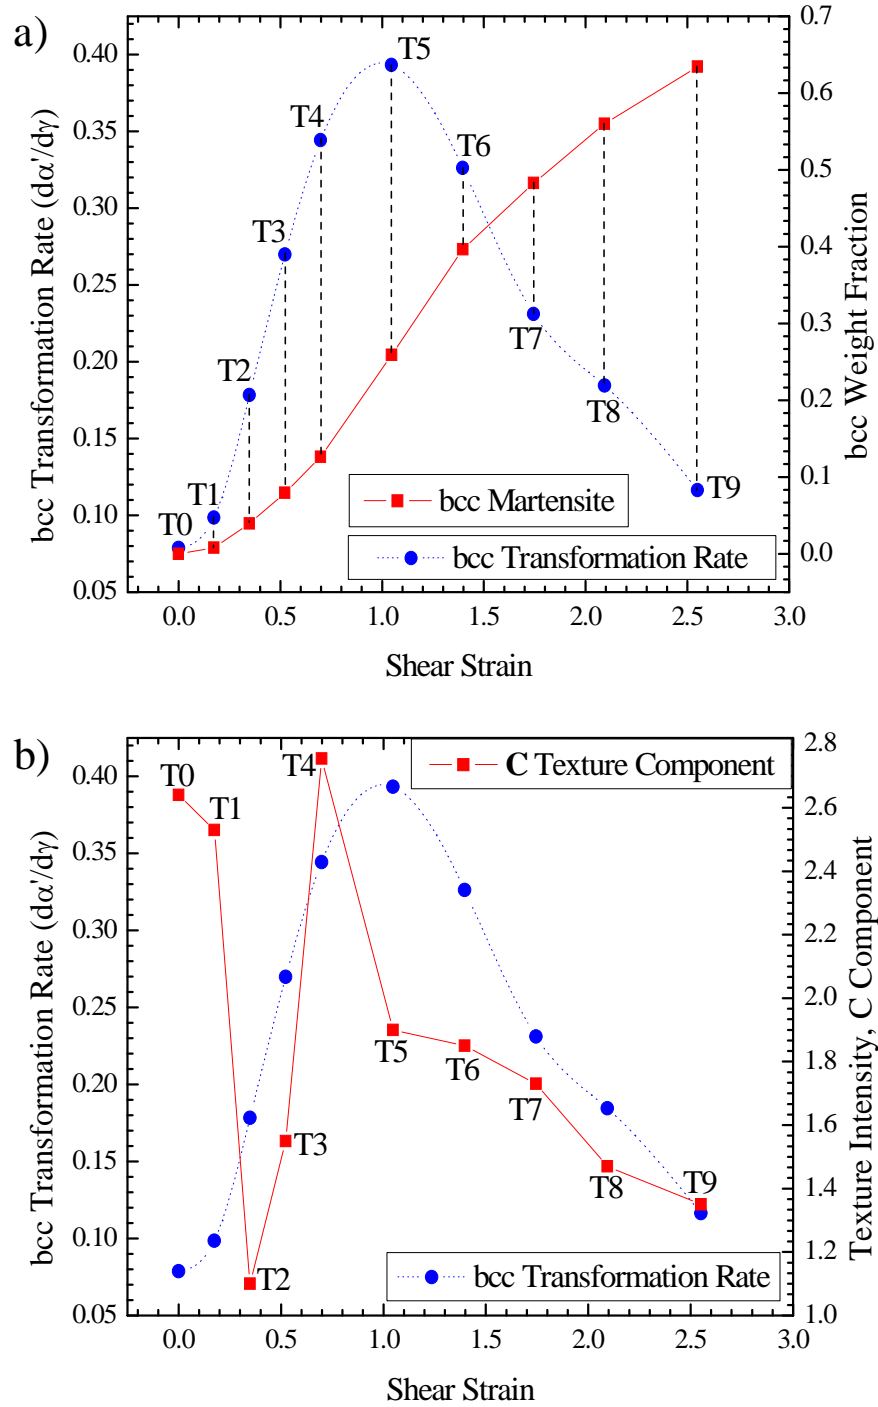 a)
bcc Transformation Rate (dα'/dγ)
0.40
0.35
0.30
0.25
0.20
0.15
0.10
0.05
T0
T1
T2
T3
T4
T5
T6
T7
T8
T9
bcc Martensite
bcc Transformation Rate
0.7
0.6
0.5
0.4
0.3
0.2
0.1
0.0
bcc Weight Fraction
0.0 0.5 1.0 1.5 2.0 2.5 3.0
Shear Strain
b)
bcc Transformation Rate (dα'/dγ)
0.40
0.35
0.30
0.25
0.20
0.15
0.10
0.05
C Texture Component
T0
T1
T2
T3
T4
T5
T6
T7
T8
T9
bcc Transformation Rate
2.8
2.6
2.4
2.2
2.0
1.8
1.6
1.4
1.2
1.0
Texture Intensity, C Component
0.0 0.5 1.0 1.5 2.0 2.5 3.0
Shear Strain